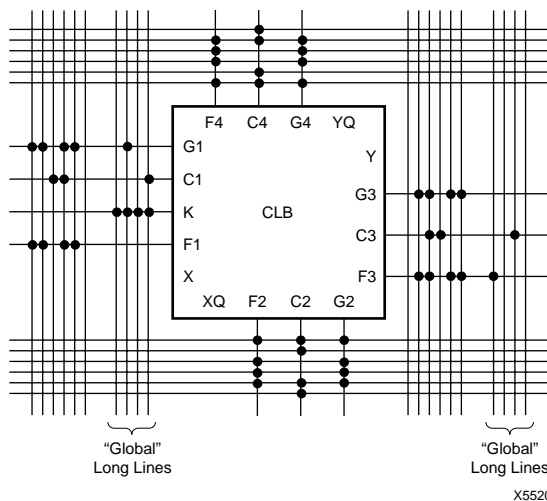 F4 C4 G4 YQ
G1
Y
C1
G3
K
CLB
C3
F1
X
F3
XQ F2 C2 G2
“Global”
Long Lines
“Global”
Long Lines
X5520